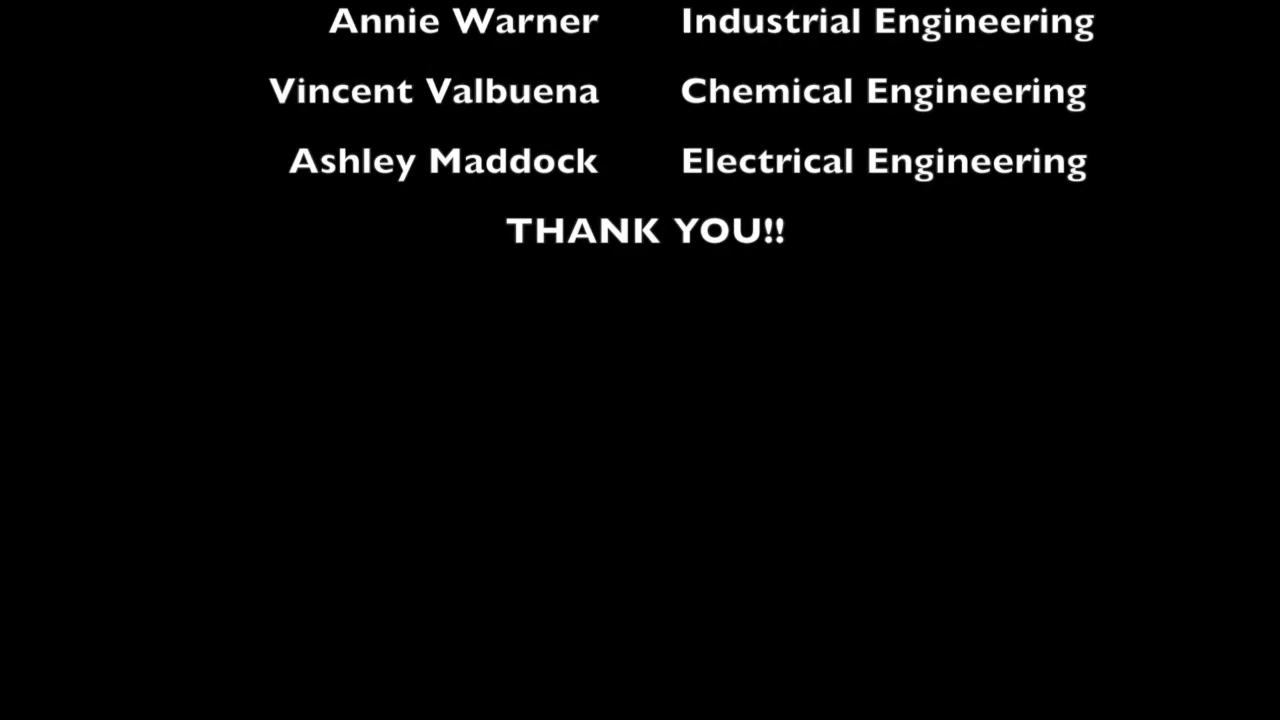 Annie Warner Industrial Engineering
Vincent Valbuena Chemical Engineering
Ashley Maddock Electrical Engineering
THANK YOU!!